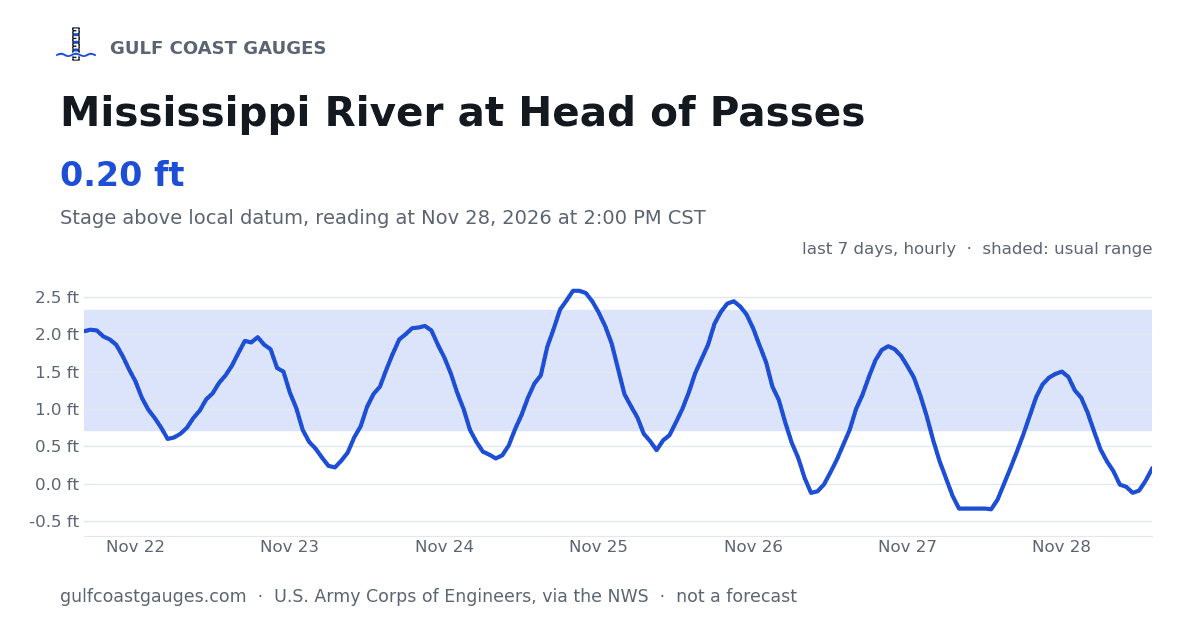 GULF COAST GAUGES
Mississippi River at Head of Passes
0.20 ft
Stage above local datum, reading at Nov 28, 2026 at 2:00 PM CST
last 7 days, hourly · shaded: usual range
2.5 ft
2.0 ft
1.5 ft
1.0 ft
0.5 ft
0.0 ft
-0.5 ft
Nov 22 Nov 23 Nov 24 Nov 25 Nov 26 Nov 27 Nov 28
gulfcoastgauges.com · U.S. Army Corps of Engineers, via the NWS · not a forecast